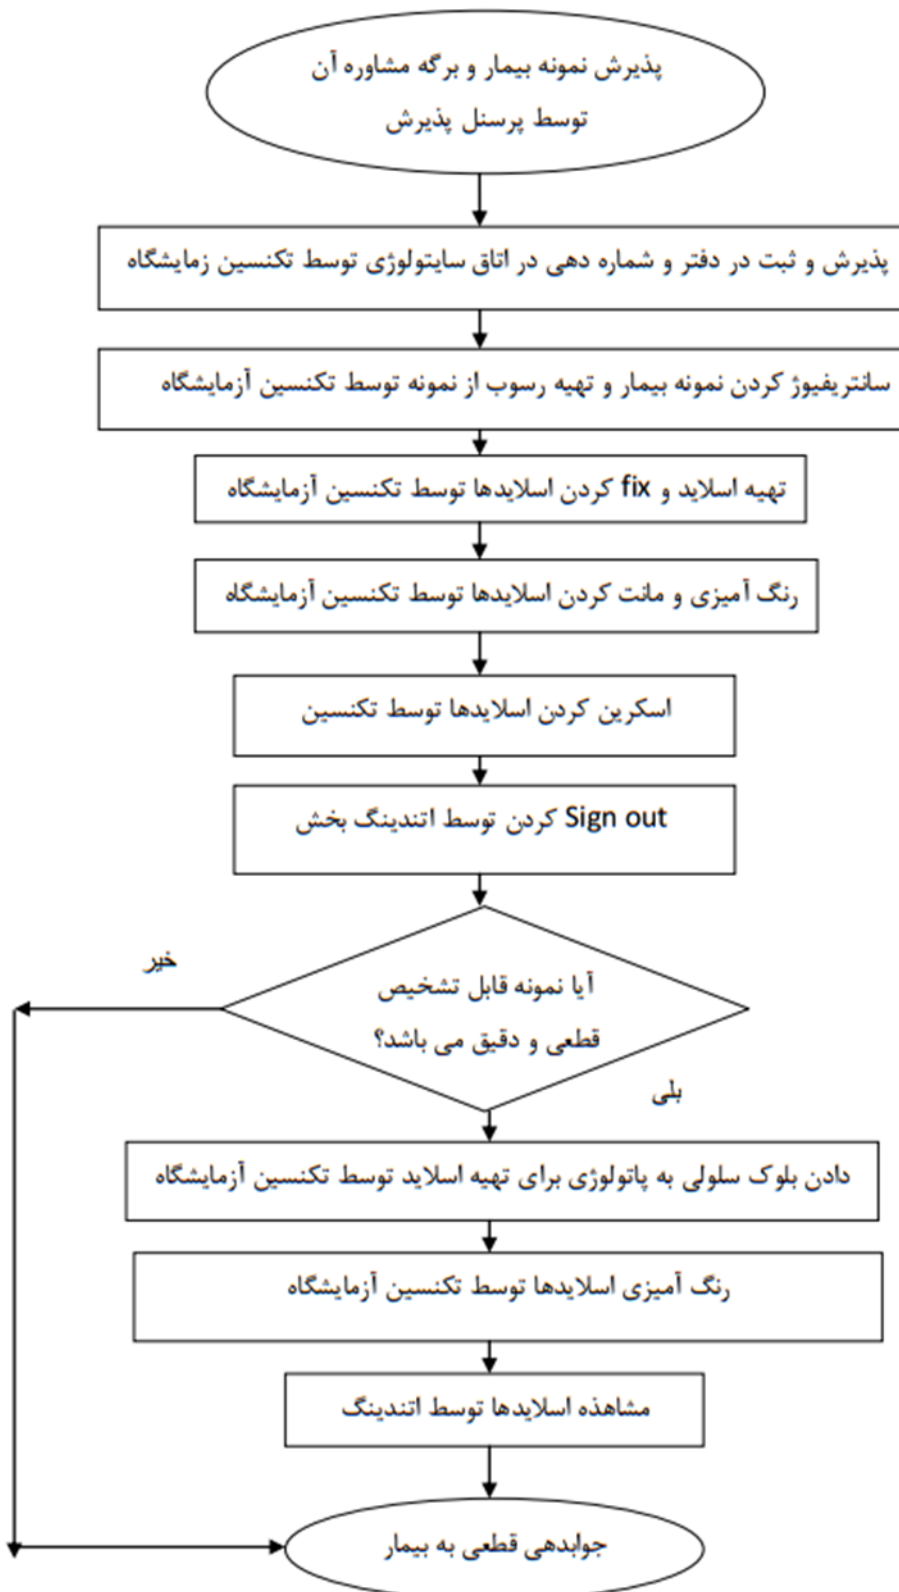 پذیرش نمونه بیمار و برگه مشاوره آن
توسط پرسنل پذیرش
پذیرش و ثبت در دفتر و شماره دهی در اتاق سایتولوژی توسط تکنسین زمایشگاه
سانتریفیوژ کردن نمونه بیمار و تهیه رسوب از نمونه توسط تکنسین آزمایشگاه
تهیه اسلاید و fix کردن اسلایدها توسط تکنسین آزمایشگاه
رنگ آمیزی و مانت کردن اسلایدها توسط تکنسین آزمایشگاه
اسکرین کردن اسلایدها توسط تکنسین
Sign out کردن توسط اتندینگ بخش
خیر
آیا نمونه قابل تشخیص
قطعی و دقیق می باشد؟
بلی
دادن بلوک سلولی به پاتولوژی برای تهیه اسلاید توسط تکنسین آزمایشگاه
رنگ آمیزی اسلایدها توسط تکنسین آزمایشگاه
مشاهذه اسلایدها توسط اتندینگ
جوابدهی قطعی به بیمار